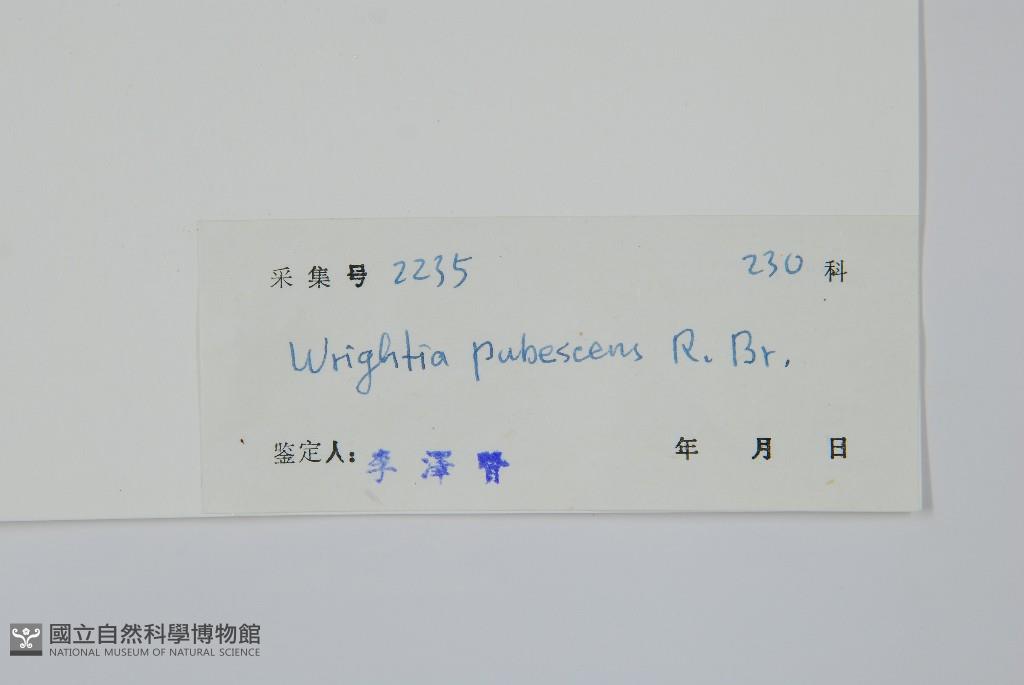 采集号 2235 230 科
Wrightia pubescens R. Br.
鉴定人: 李澤賢 年 月 日
國立自然科學博物館
NATIONAL MUSEUM OF NATURAL SCIENCE